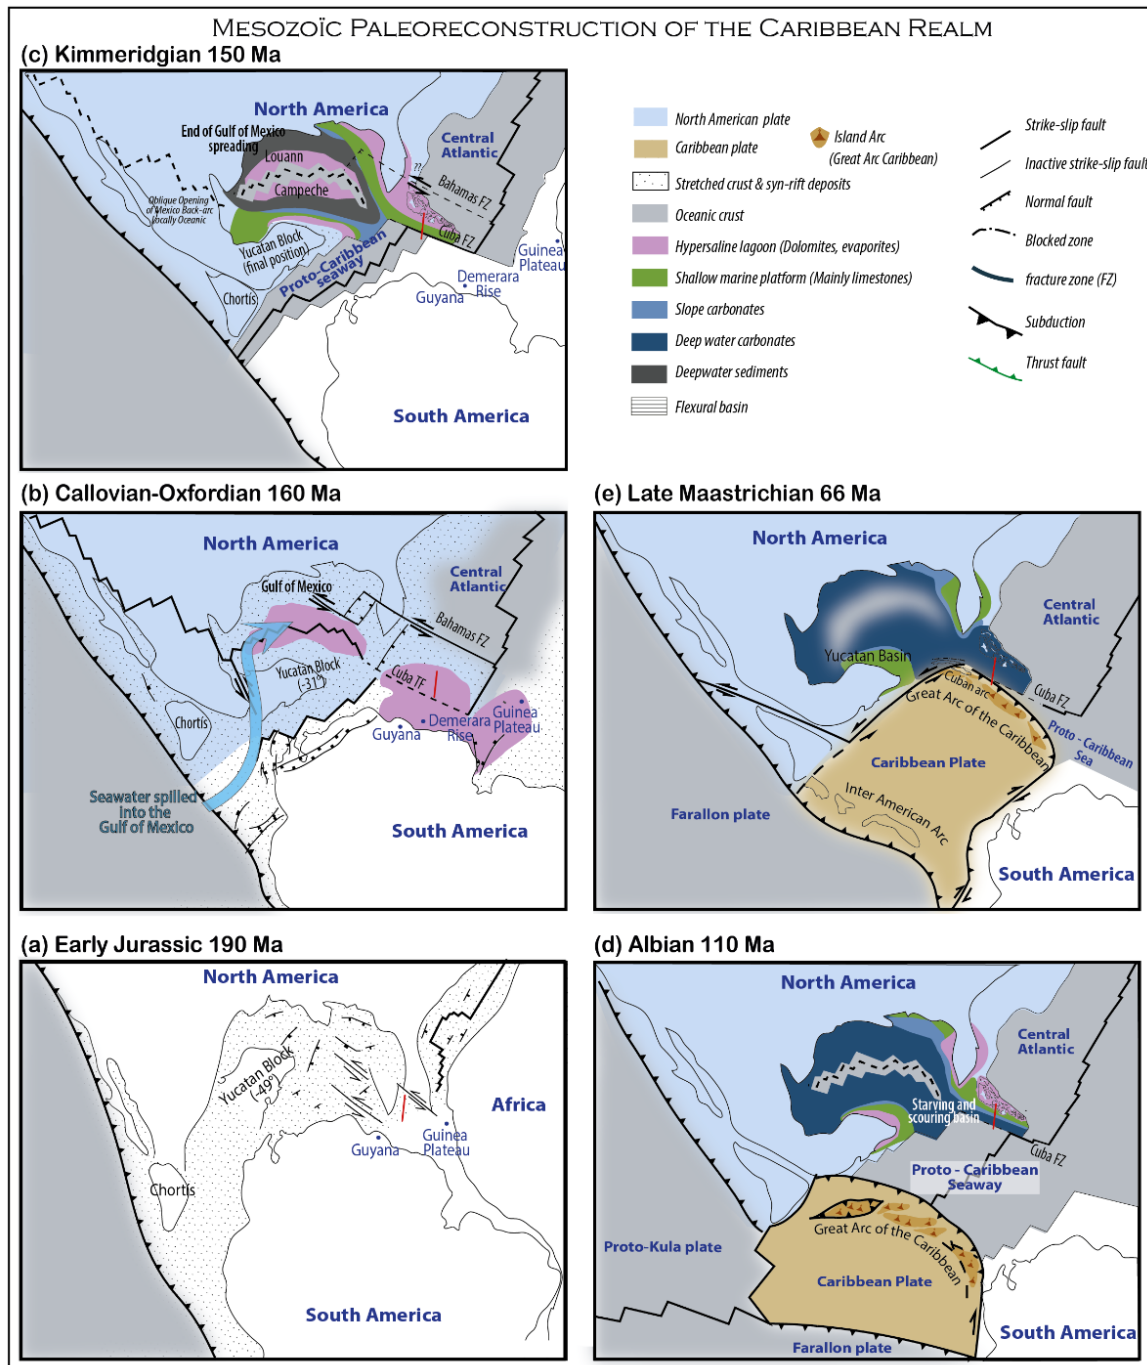 MESOZOÏC PALEORECONSTRUCTION OF THE CARIBBEAN REALM
(c) Kimmeridgian 150 Ma
North America
End of Gulf of Mexico
spreading
Louann
Campeche
Central
Atlantic
??
Bahamas FZ
Oblique Opening
of Mexico Back-arc
Locally Oceanic
Yucatan Block
(final position)
Proto-Caribbean
seaway
Cuba FZ
Chortís
Guinea
Plateau
Demerara
Rise
Guyana
South America
North American plate
Caribbean plate
Stretched crust & syn-rift deposits
Oceanic crust
Hypersaline lagoon (Dolomites, evaporites)
Shallow marine platform (Mainly limestones)
Slope carbonates
Deep water carbonates
Deepwater sediments
Flexural basin
Island Arc
(Great Arc Caribbean)
Strike-slip fault
Inactive strike-slip fault
Normal fault
Blocked zone
fracture zone (FZ)
Subduction
Thrust fault
(b) Callovian-Oxfordian 160 Ma
North America
Central
Atlantic
Gulf of Mexico
Bahamas FZ
Yucatan Block
(-31°)
Cuba TF
Chortís
Guinea
Plateau
Demerara
Rise
Guyana
Seawater spilled
into the
Gulf of Mexico
South America
(e) Late Maastrichian 66 Ma
North America
Central
Atlantic
Yucatan Basin
Cuban arc
Cuba FZ
Great Arc of the Caribbean
Proto - Caribbean
Sea
Caribbean Plate
Inter American Arc
Farallon plate
South America
(a) Early Jurassic 190 Ma
North America
Yucatan Block
(-49°)
Africa
Guyana
Guinea
Plateau
Chortís
South America
(d) Albian 110 Ma
North America
Central
Atlantic
Starving and
scouring basin
Cuba FZ
Proto - Caribbean
Seaway
Great Arc of the Caribbean
Proto-Kula plate
Caribbean Plate
South America
Farallon plate